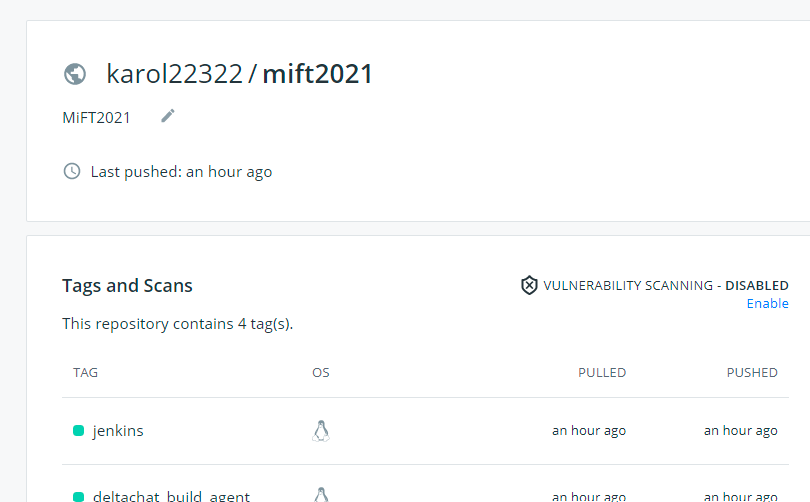 karol22322 / mift2021
MiFT2021
Last pushed: an hour ago
Tags and Scans
VULNERABILITY SCANNING - DISABLED
Enable
This repository contains 4 tag(s).
TAG OS PULLED PUSHED
jenkins an hour ago an hour ago
deltachat_build_agent an hour ago an hour ago